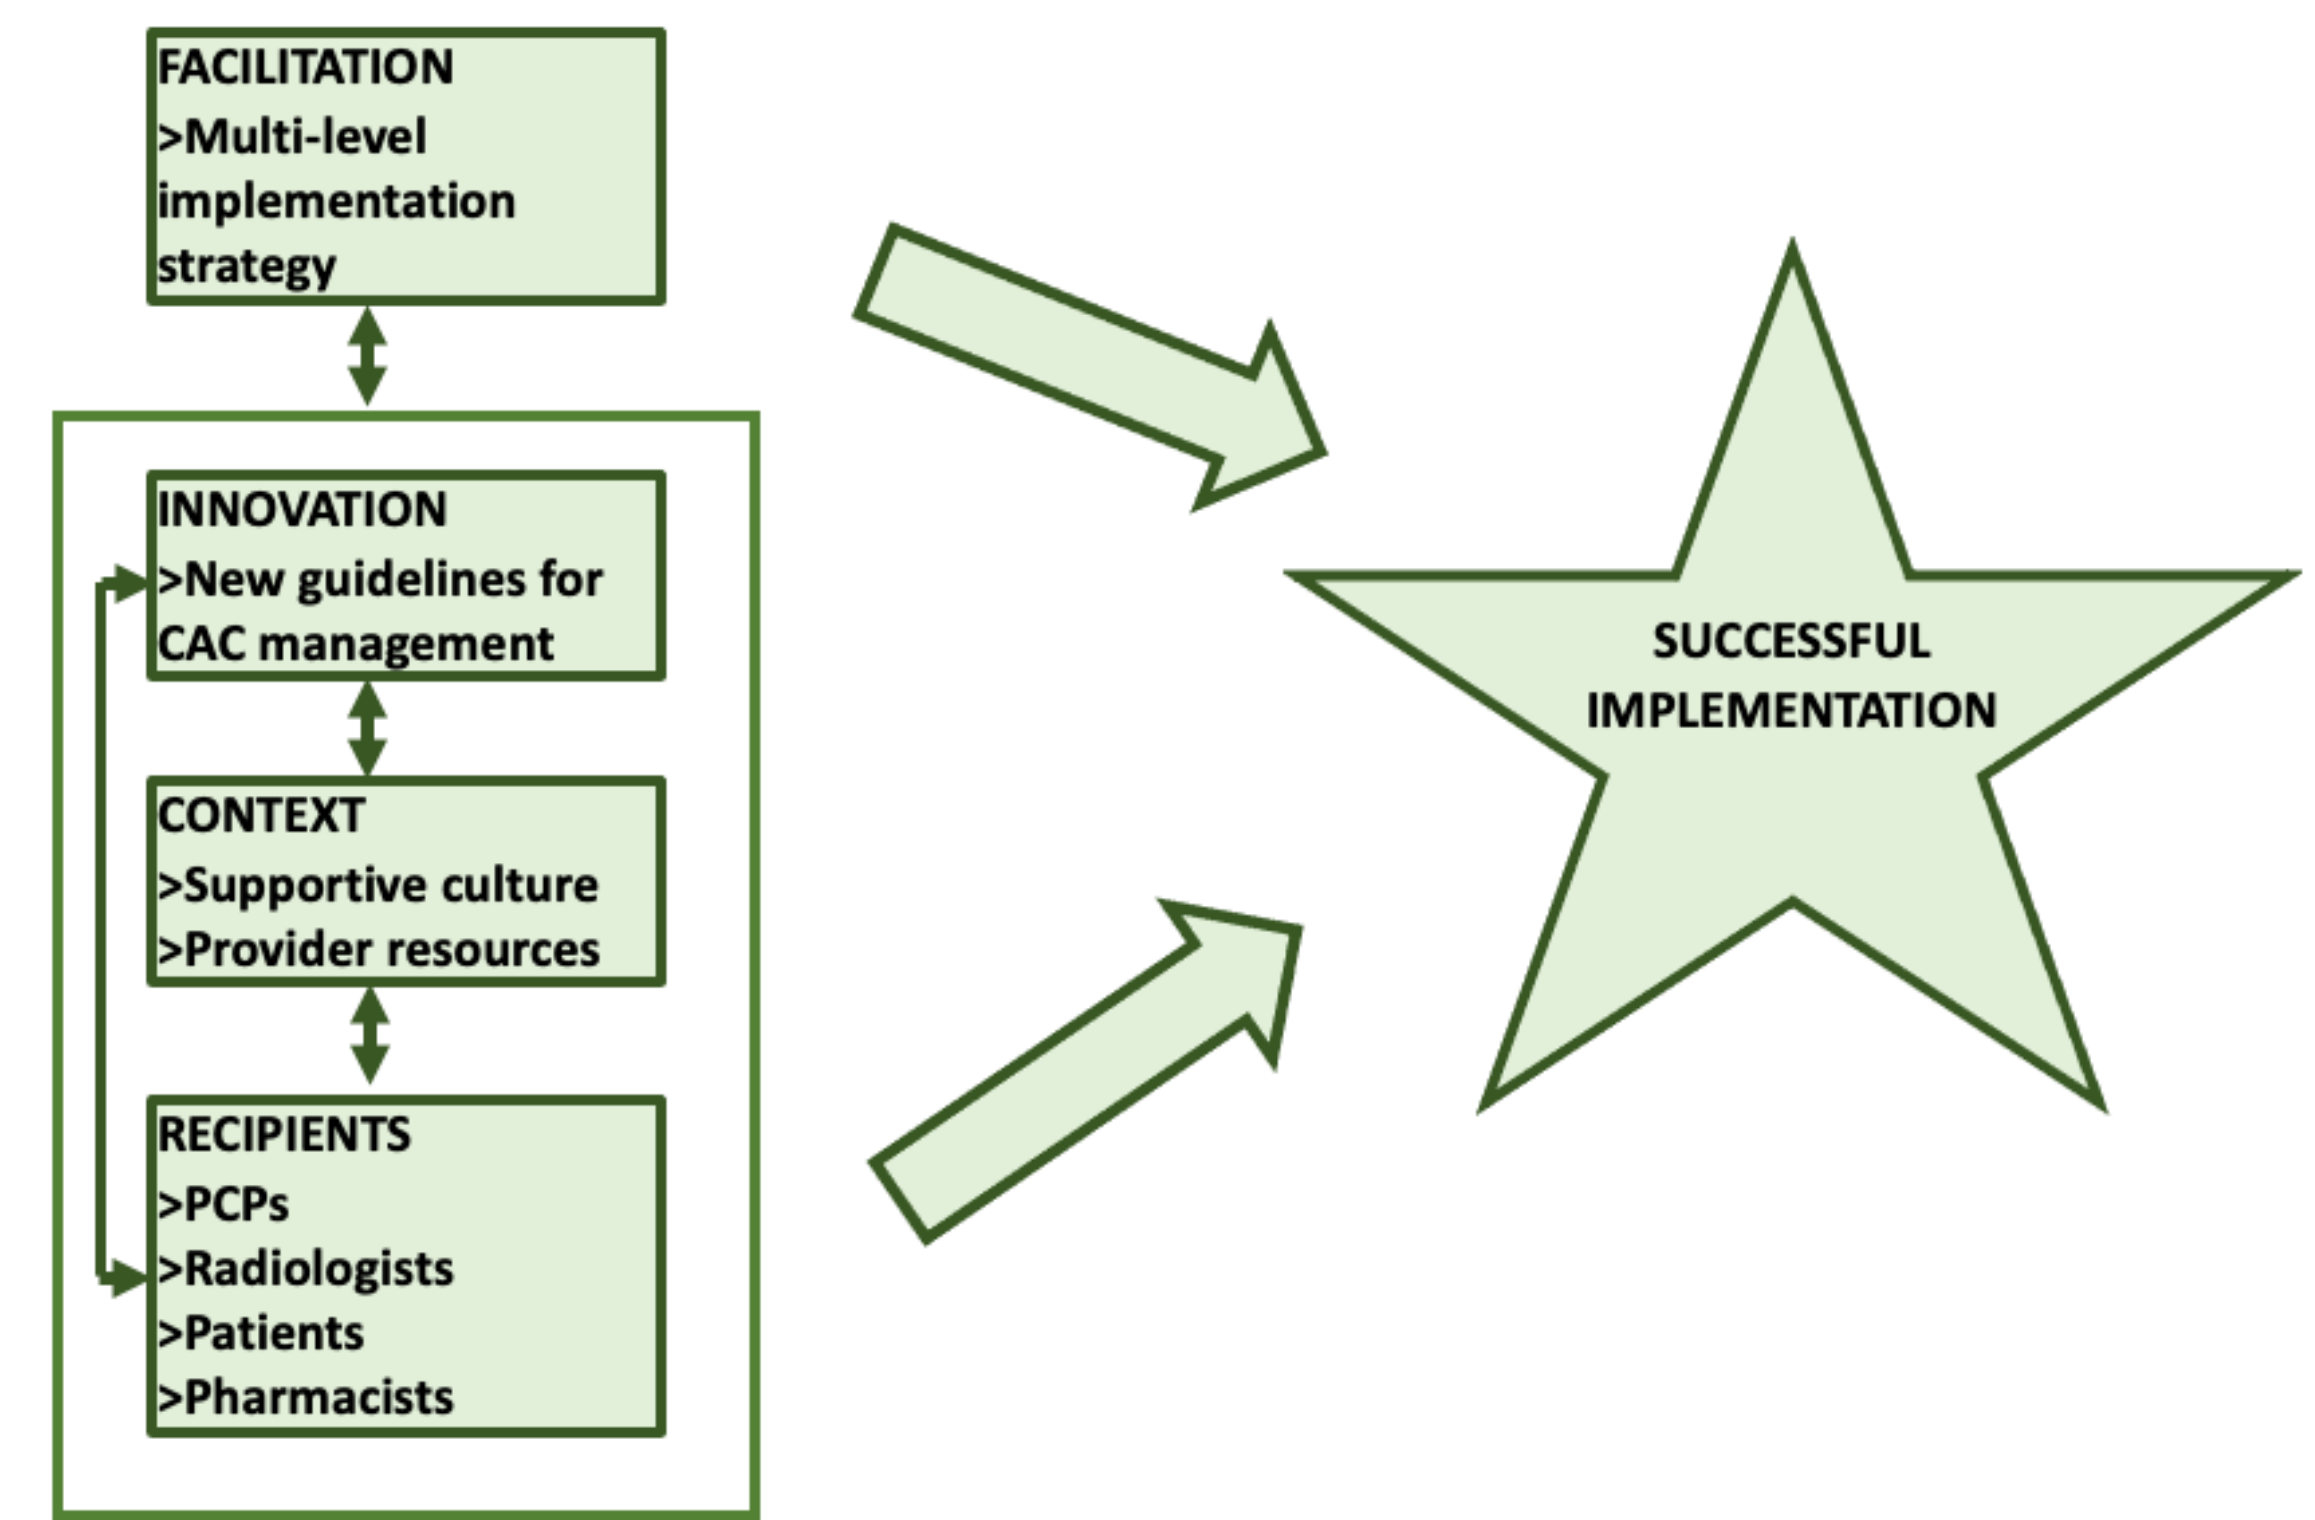 FACILITATION
>Multi-level
implementation
strategy
INNOVATION
>New guidelines for
CAC management
CONTEXT
>Supportive culture
>Provider resources
RECIPIENTS
>PCPs
>Radiologists
>Patients
>Pharmacists
SUCCESSFUL
IMPLEMENTATION